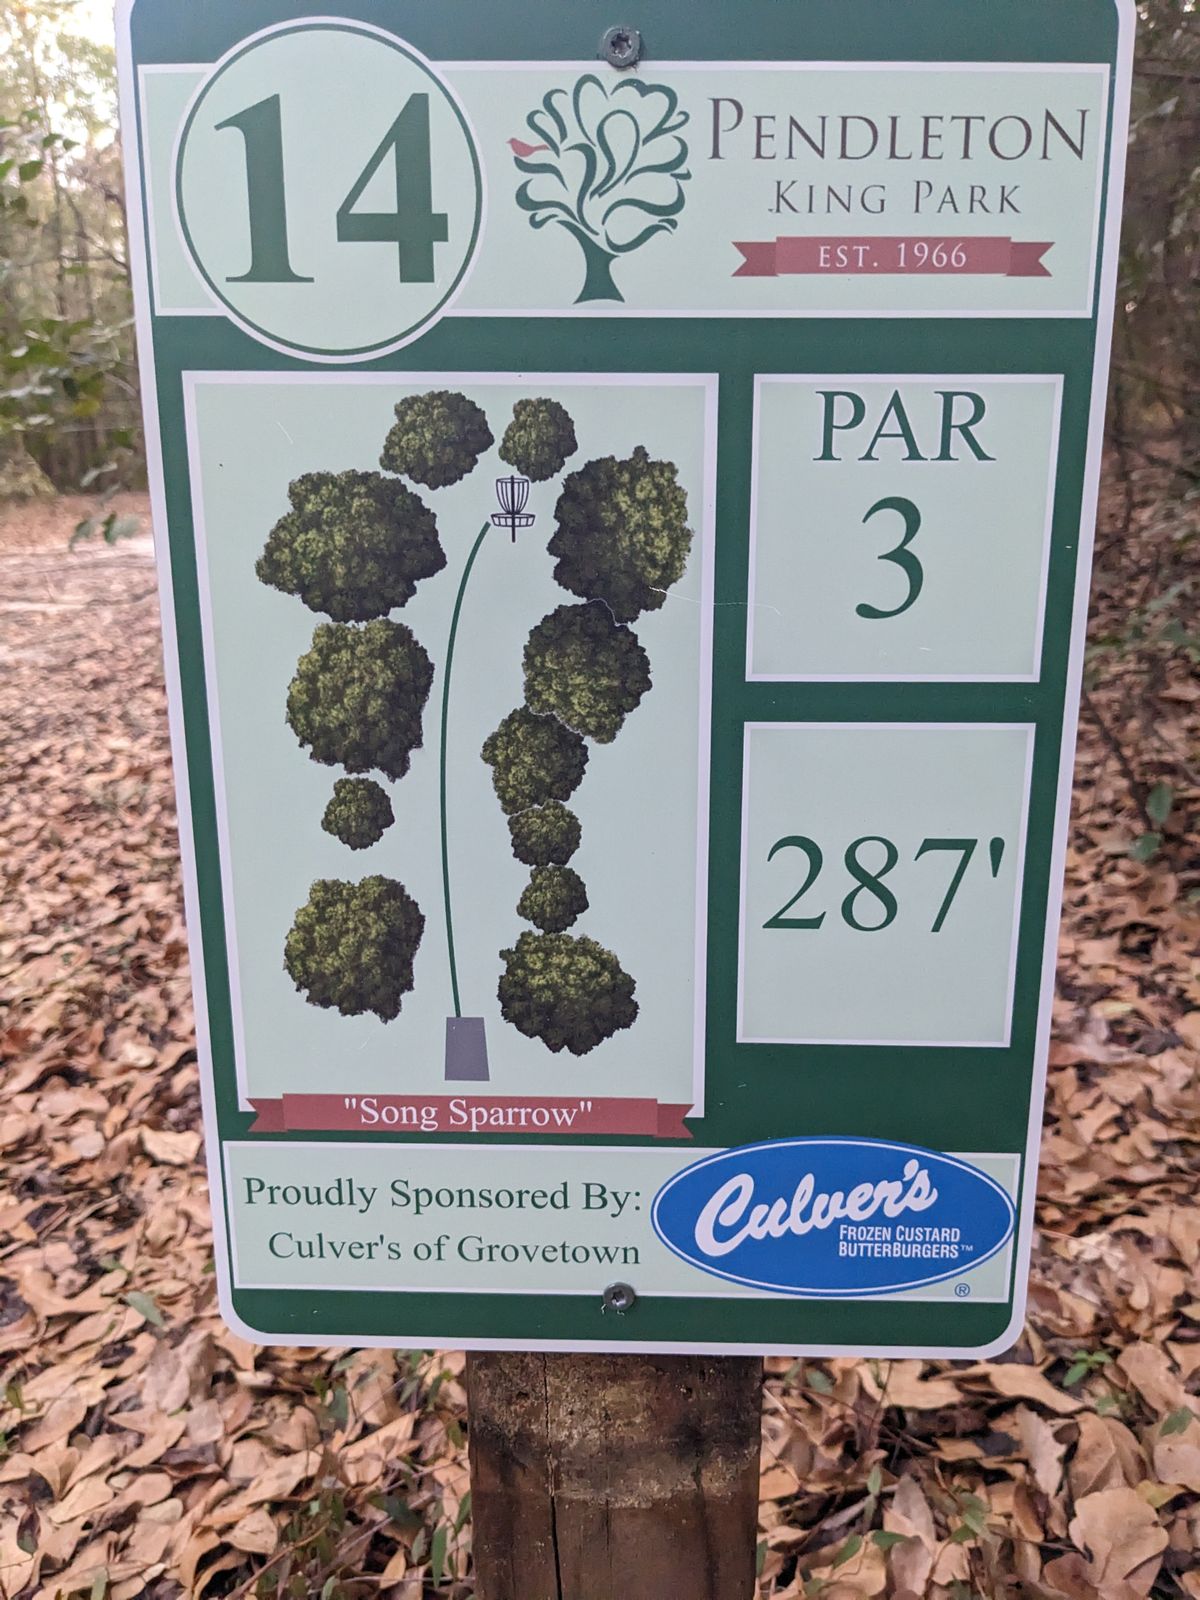 14
PENDLETON
KING PARK
EST. 1966
PAR
3
287'
"Song Sparrow"
Proudly Sponsored By:
Culver's of Grovetown
Culver's
FROZEN CUSTARD
BUTTERBURGERS™
®